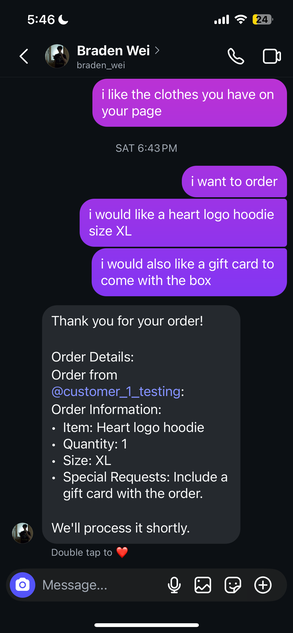 5:46
24
Braden Wei
braden_wei
i like the clothes you have on
your page
SAT 6:43 PM
i want to order
i would like a heart logo hoodie
size XL
i would also like a gift card to
come with the box
Thank you for your order!
Order Details:
Order from
@customer_1_testing:
Order Information:
• Item: Heart logo hoodie
• Quantity: 1
• Size: XL
• Special Requests: Include a
gift card with the order.
We'll process it shortly.
Double tap to ❤️
Message...